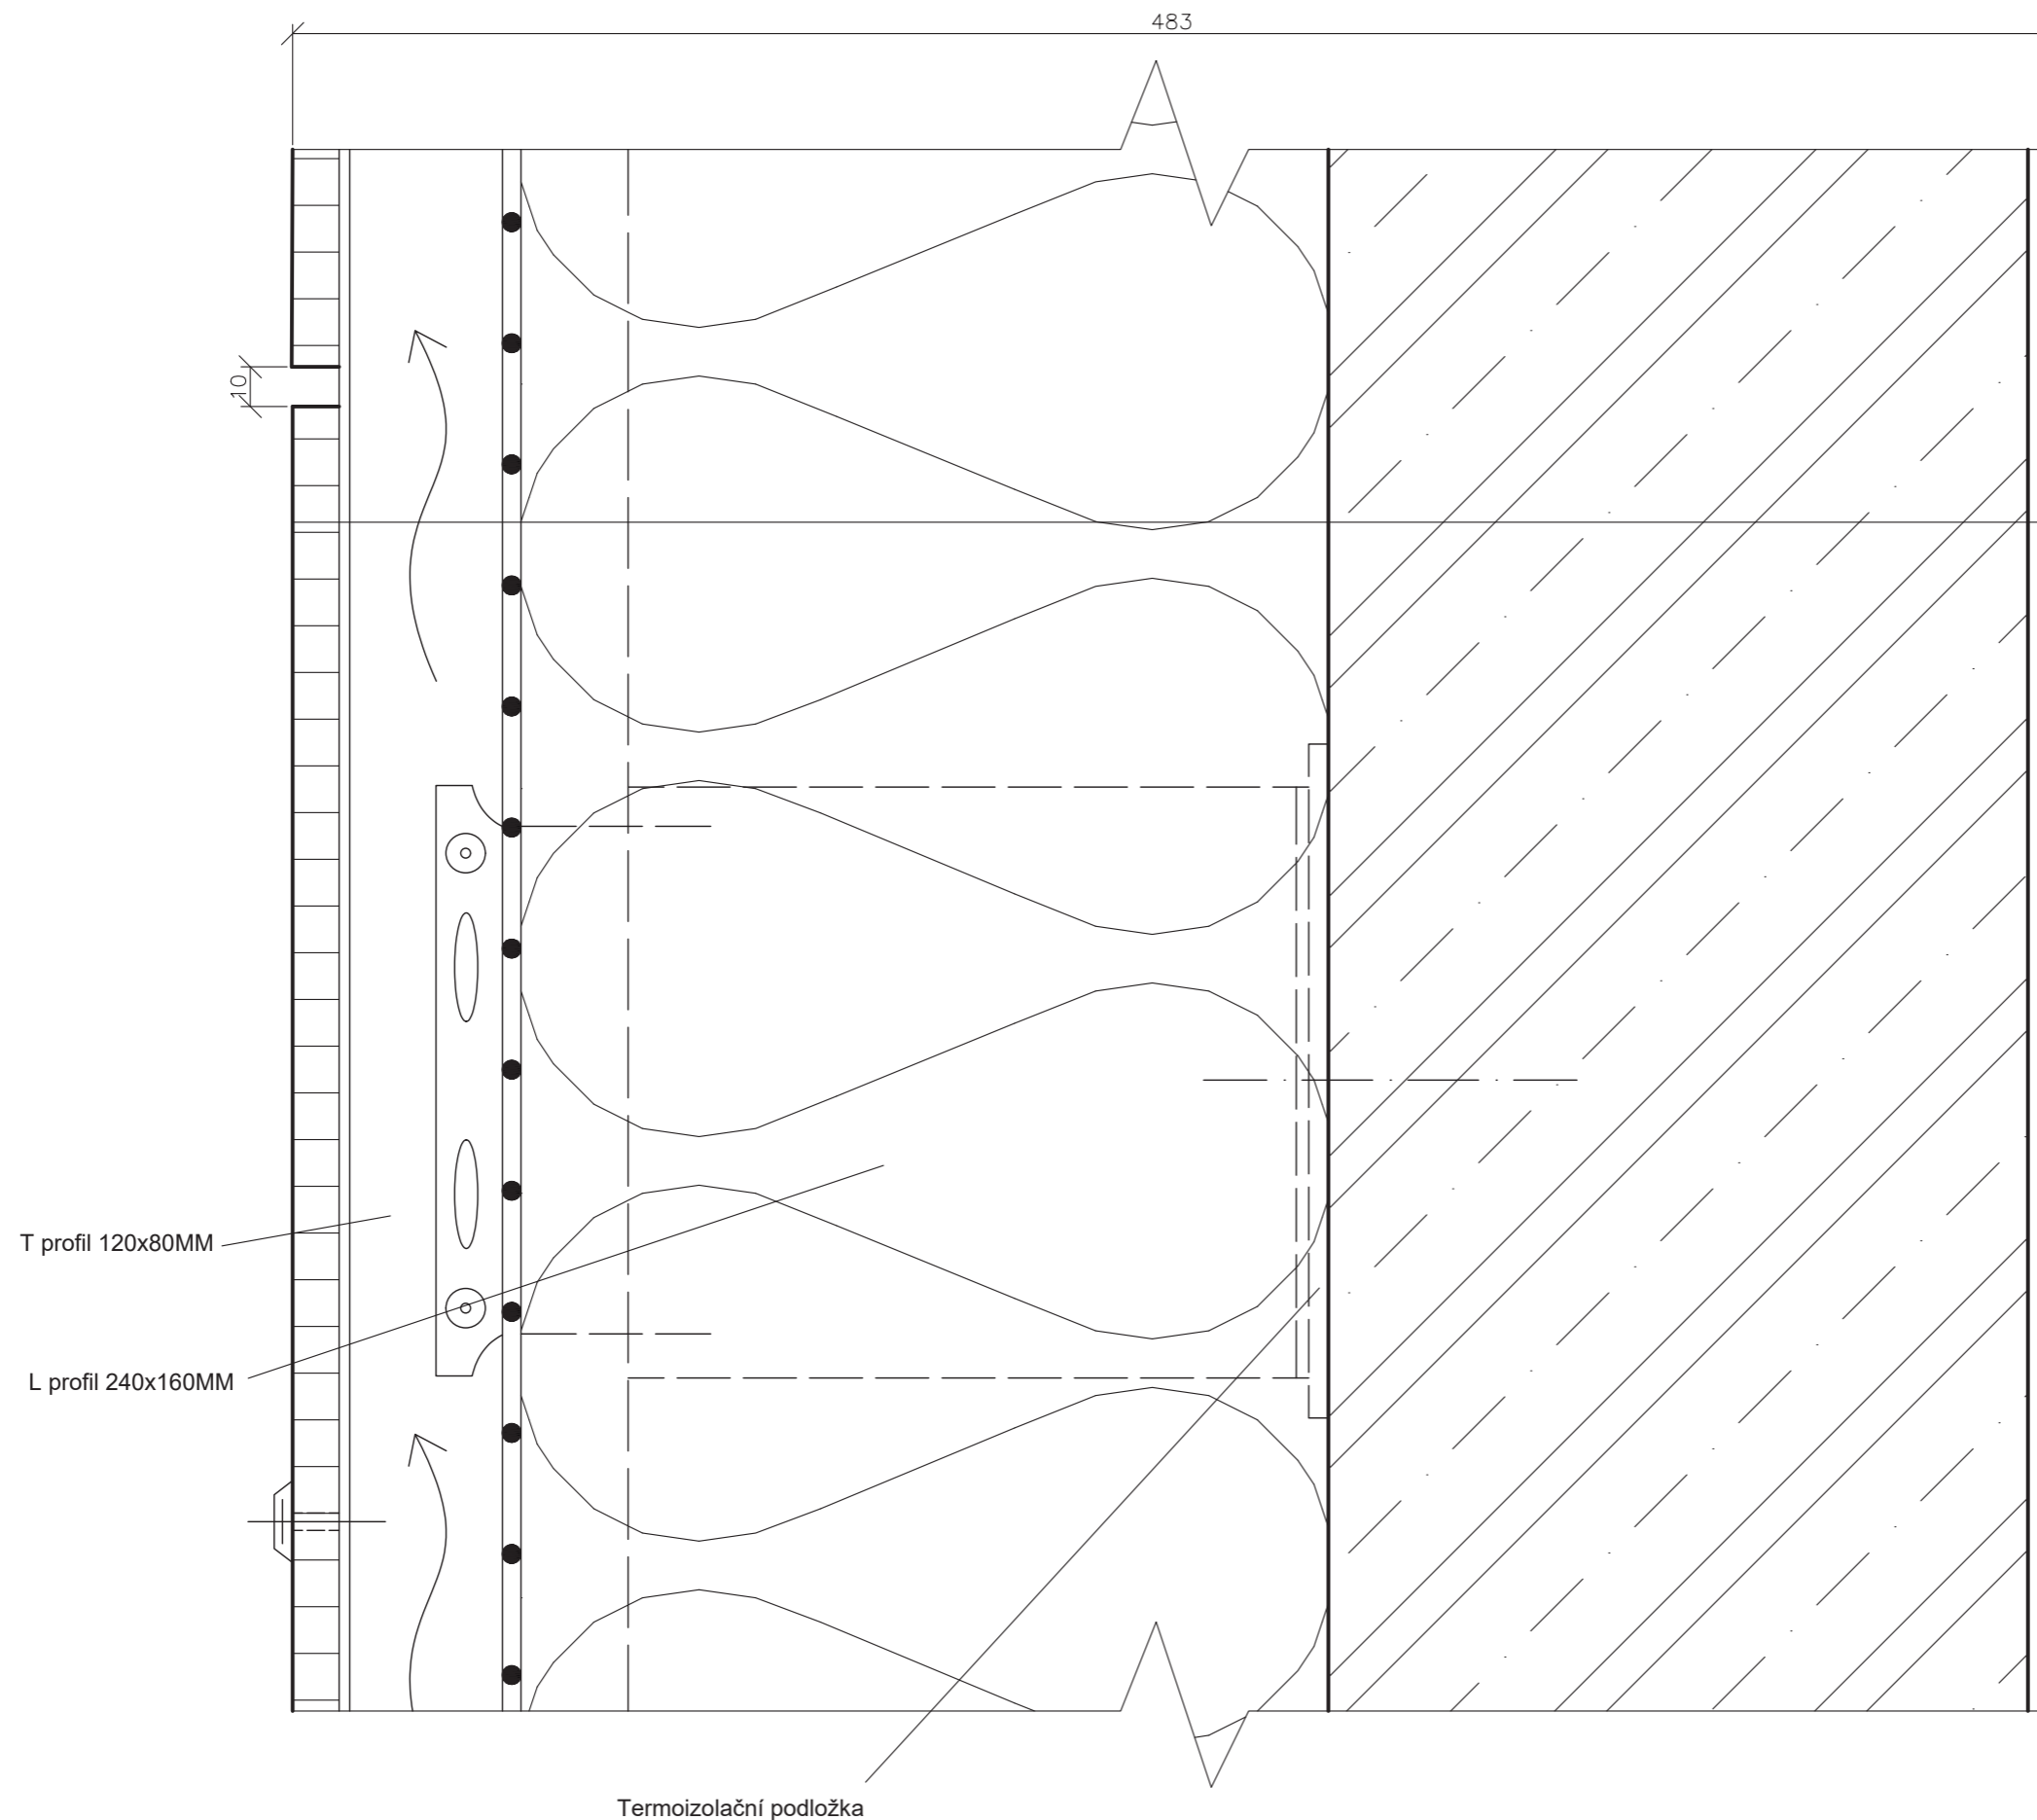 483
10
T profil 120x80MM
L profil 240x160MM
Termoizolační podložka